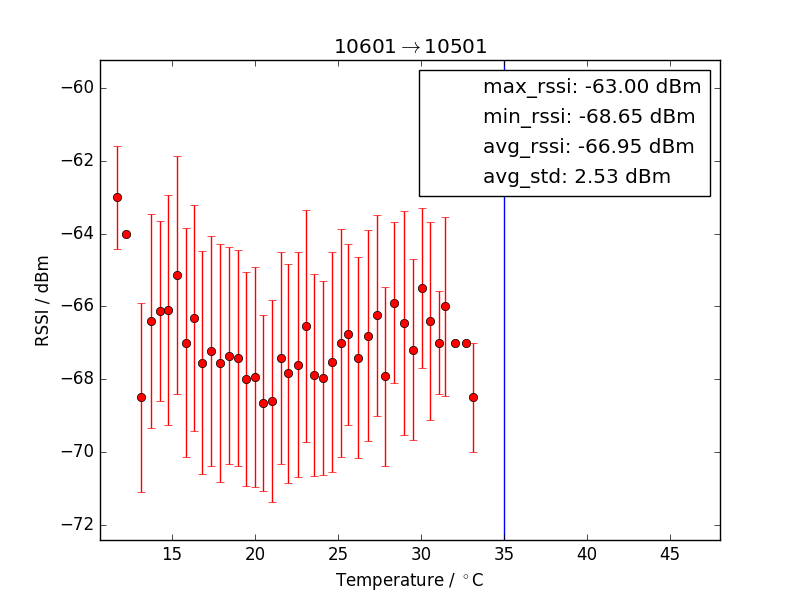 10601→10501
max_rssi: -63.00 dBm
min_rssi: -68.65 dBm
avg_rssi: -66.95 dBm
avg_std: 2.53 dBm
RSSI / dBm
−60
−62
−64
−66
−68
−70
−72
15 20 25 30 35 40 45
Temperature / °C